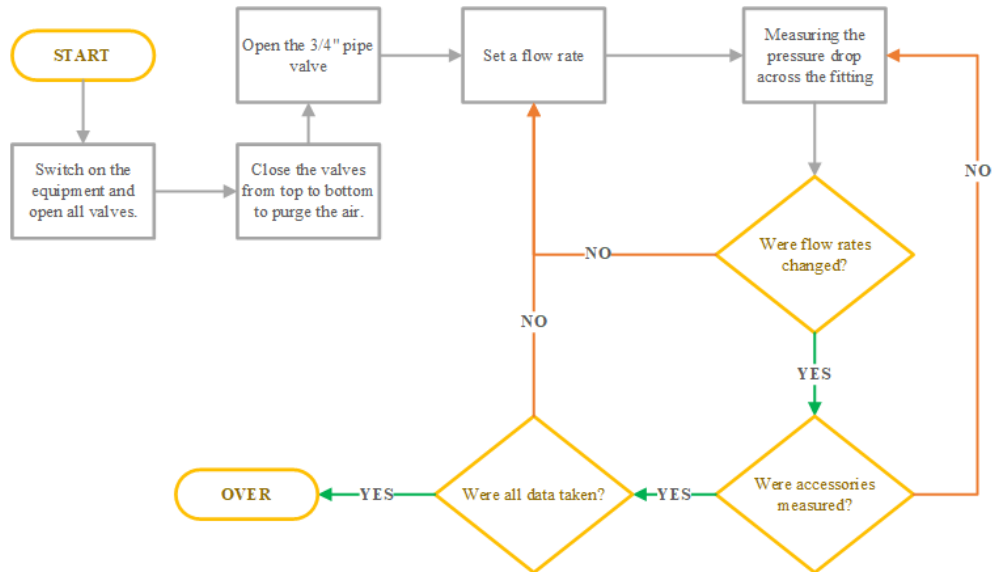 START
Switch on the
equipment and
open all valves.
Close the valves
from top to bottom
to purge the air.
Open the 3/4" pipe
valve
Set a flow rate
Measuring the
pressure drop
across the fitting
Were flow rates
changed?
NO
YES
Were accessories
measured?
NO
YES
Were all data taken?
NO
YES
OVER